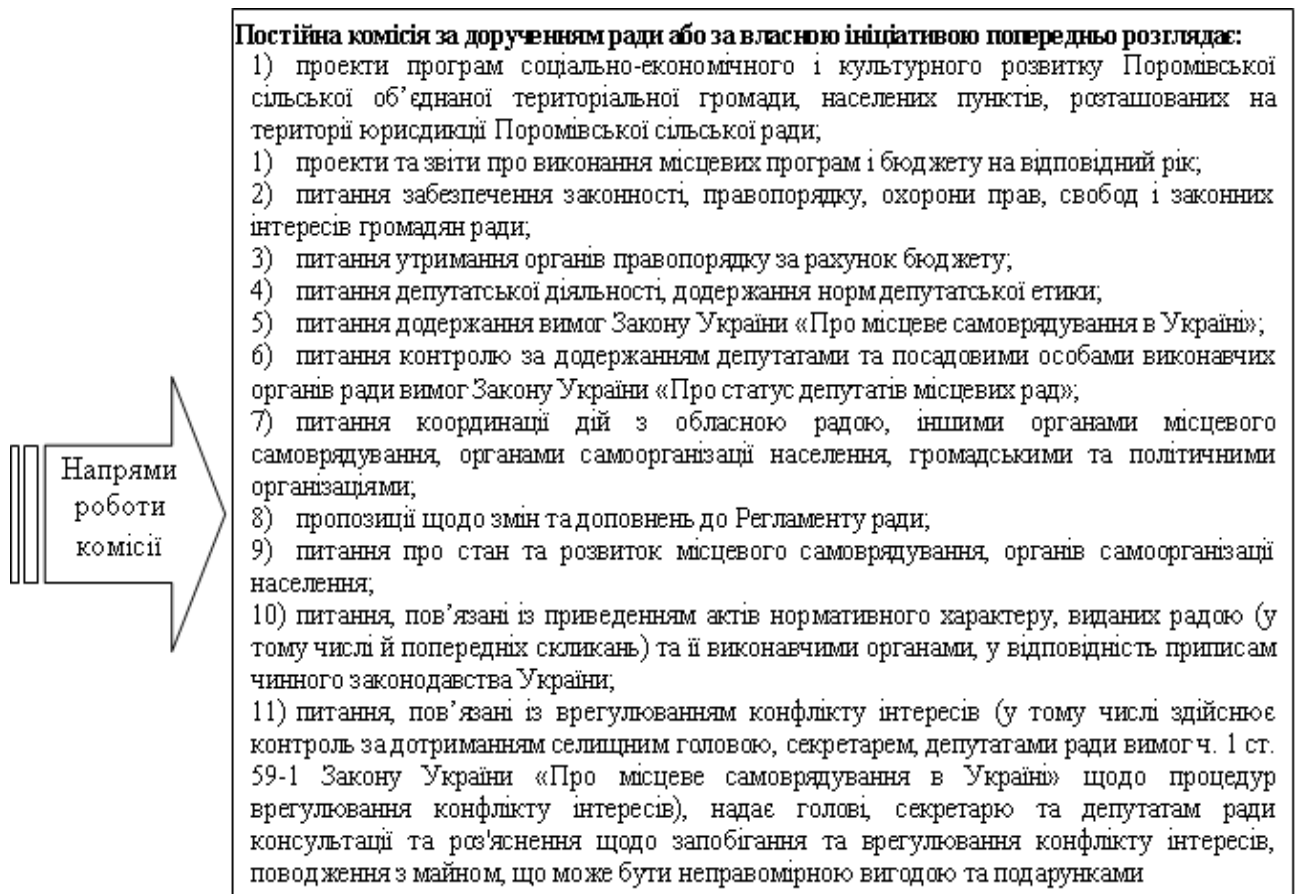 Постійна комісія за дорученням ради або за власною ініціативою попередньо розглядає:
1) проекти програм соціально-економічного і культурного розвитку Поромівської
сільської об’єднаної територіальної громади, населених пунктів, розташованих на
території юрисдикції Поромівської сільської ради;
1) проекти та звіти про виконання місцевих програм і бюджету на відповідний рік;
2) питання забезпечення законності, правопорядку, охорони прав, свобод і законних
інтересів громадян ради;
3) питання утримання органів правопорядку за рахунок бюджету;
4) питання депутатської діяльності, додержання норм депутатської етики;
5) питання додержання вимог Закону України «Про місцеве самоврядування в Україні»;
6) питання контролю за додержанням депутатами та посадовими особами виконавчих
органів ради вимог Закону України «Про статус депутатів місцевих рад»;
7) питання координації дій з обласною радою, іншими органами місцевого
самоврядування, органами самоорганізації населення, громадськими та політичними
організаціями;
8) пропозиції щодо змін та доповнень до Регламенту ради;
9) питання про стан та розвиток місцевого самоврядування, органів самоорганізації
населення;
10) питання, пов’язані із приведенням актів нормативного характеру, виданих радою (у
тому числі й попередніх скликань) та її виконавчими органами, у відповідність приписам
чинного законодавства України;
11) питання, пов’язані із врегулюванням конфлікту інтересів (у тому числі здійснює
контроль за дотриманням селищним головою, секретарем, депутатами ради вимог ч. 1 ст.
59-1 Закону України «Про місцеве самоврядування в Україні» щодо процедур
врегулювання конфлікту інтересів), надає голові, секретарю та депутатам ради
консультації та роз'яснення щодо запобігання та врегулювання конфлікту інтересів,
поводження з майном, що може бути неправомірною вигодою та подарунками
Напрями
роботи
комісії